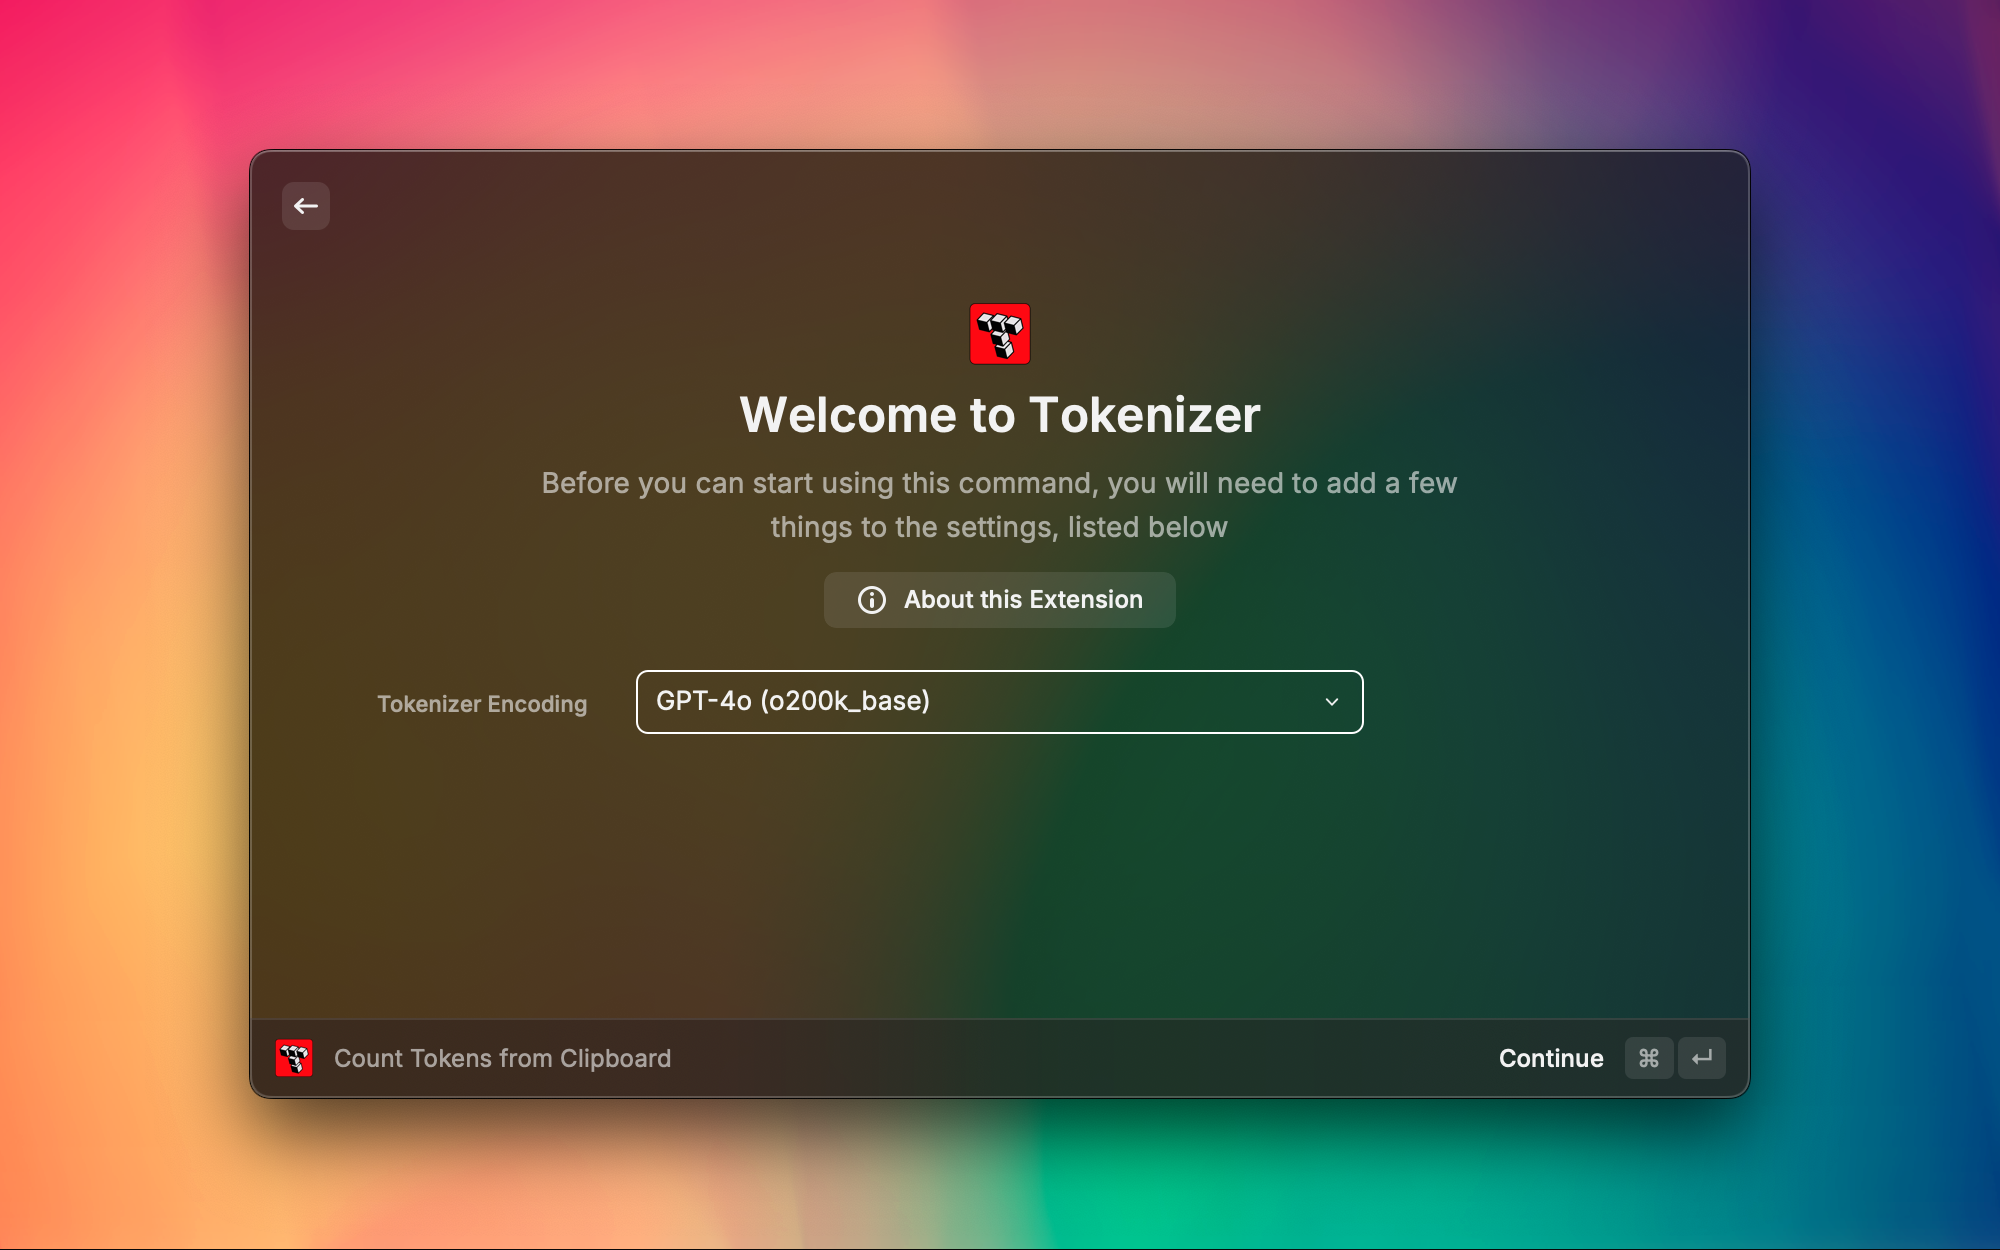 Welcome to Tokenizer
Before you can start using this command, you will need to add a few
things to the settings, listed below
About this Extension
Tokenizer Encoding
GPT-4o (o200k_base)
Count Tokens from Clipboard
Continue ⌘ ↵